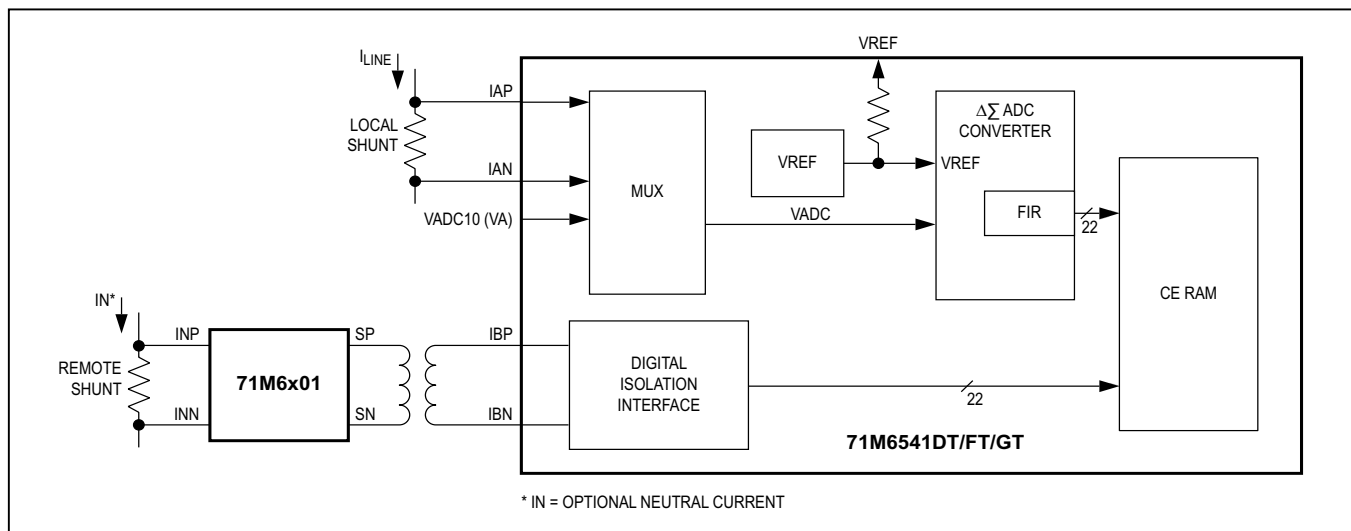 VREF
ILINE
IAP
LOCAL
SHUNT
IAN
VADC10 (VA)
MUX
VREF
VADC
Δ∑ ADC
CONVERTER
VREF
FIR
22
CE RAM
IN*
INP
REMOTE
SHUNT
INN
71M6x01
SP
SN
IBP
IBN
DIGITAL
ISOLATION
INTERFACE
22
71M6541DT/FT/GT
* IN = OPTIONAL NEUTRAL CURRENT